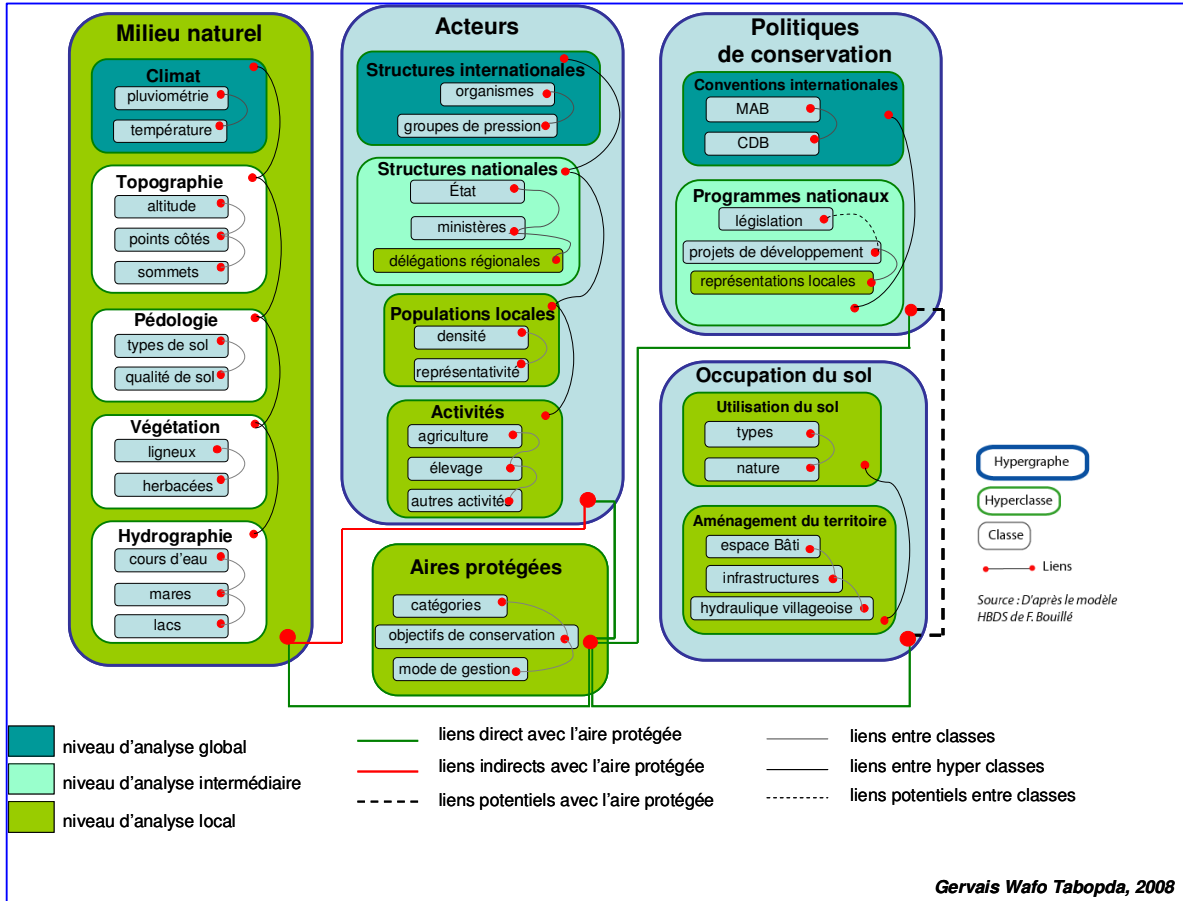 Milieu naturel
Climat
pluviométrie
température
Topographie
altitude
points côtés
sommets
Pédologie
types de sol
qualité de sol
Végétation
ligneux
herbacées
Hydrographie
cours d'eau
mares
lacs
Acteurs
Structures internationales
organismes
groupes de pression
Structures nationales
État
ministères
délégations régionales
Populations locales
densité
représentativité
Activités
agriculture
élevage
autres activité
Aires protégées
catégories
objectifs de conservation
mode de gestion
Politiques
de conservation
Conventions internationales
MAB
CDB
Programmes nationaux
législation
projets de développement
représentations locales
Occupation du sol
Utilisation du sol
types
nature
Aménagement du territoire
espace Bâti
infrastructures
hydraulique villageoise
Hypergraphe
Hyperclasse
Classe
Liens
Source : D'après le modèle
HBDS de F. Bouillé
niveau d'analyse global
niveau d'analyse intermédiaire
niveau d'analyse local
liens direct avec l'aire protégée
liens indirects avec l'aire protégée
liens potentiels avec l'aire protégée
liens entre classes
liens entre hyper classes
liens potentiels entre classes
Gervais Wafo Tabopda, 2008